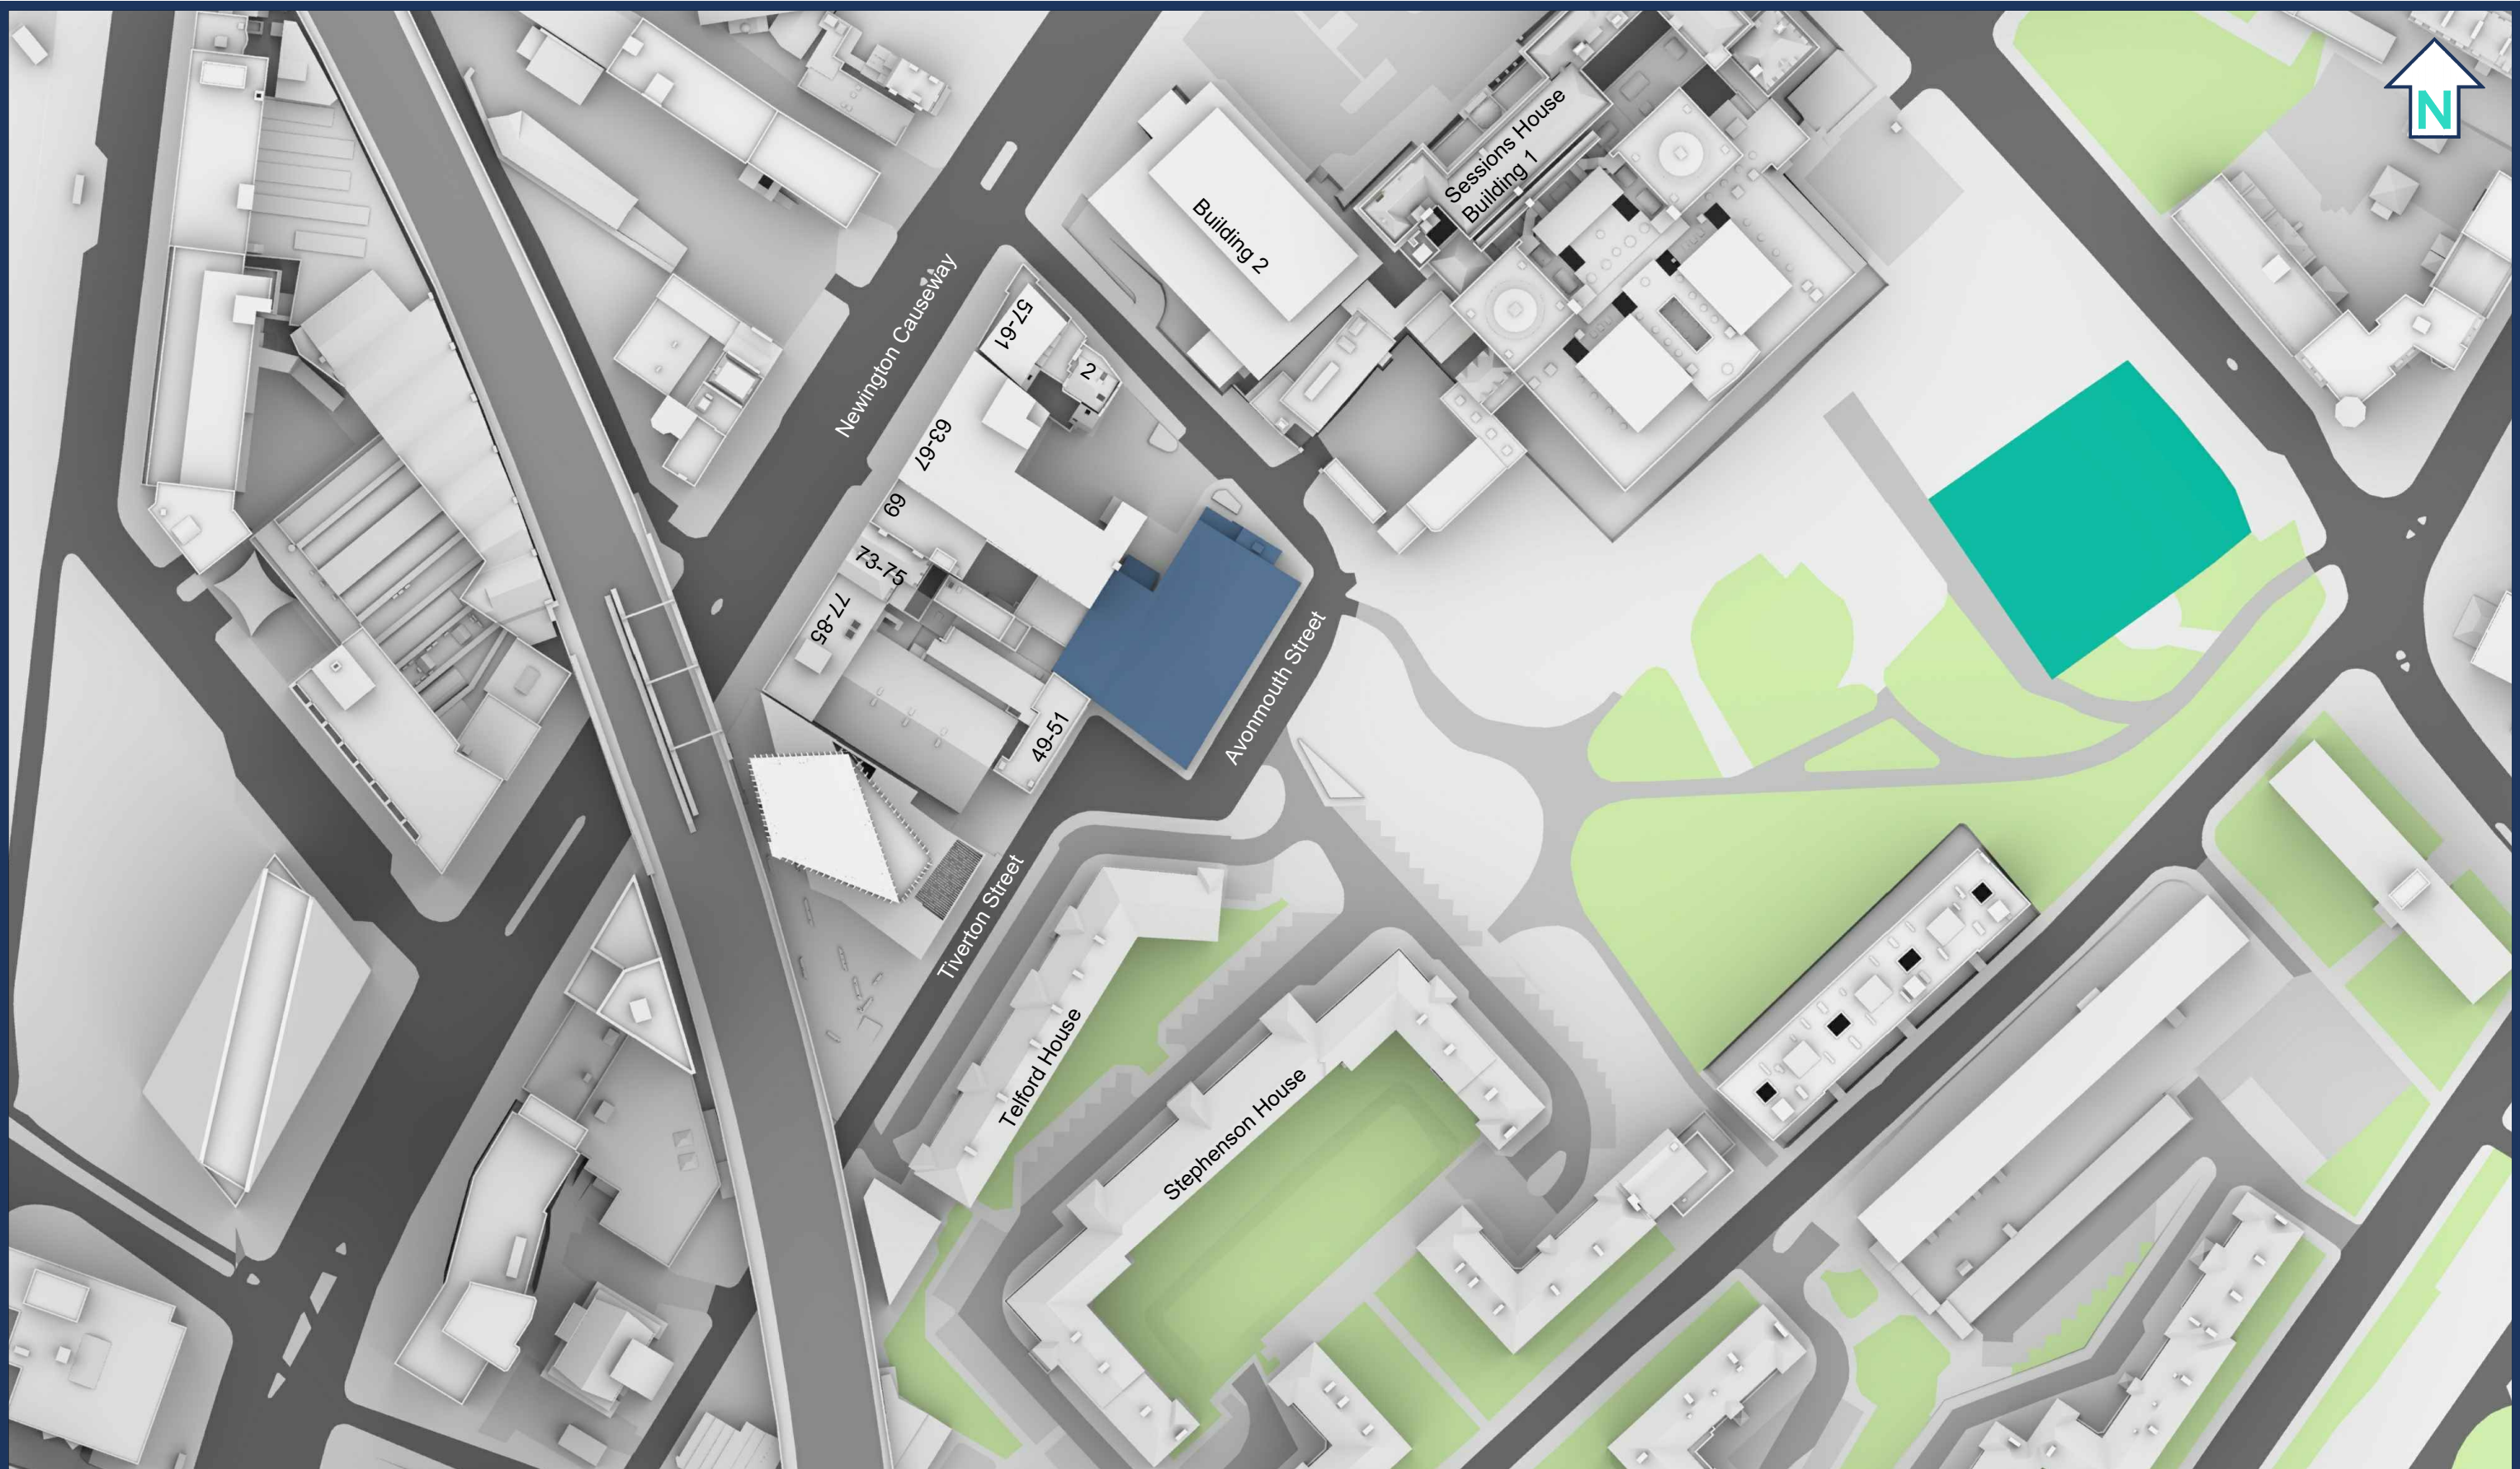 N
Sessions House
Building 1
Building 2
Newington Causeway
57-61
2
63-67
69
73-75
77-85
49-51
Avonmouth Street
Tiverton Street
Telford House
Stephenson House